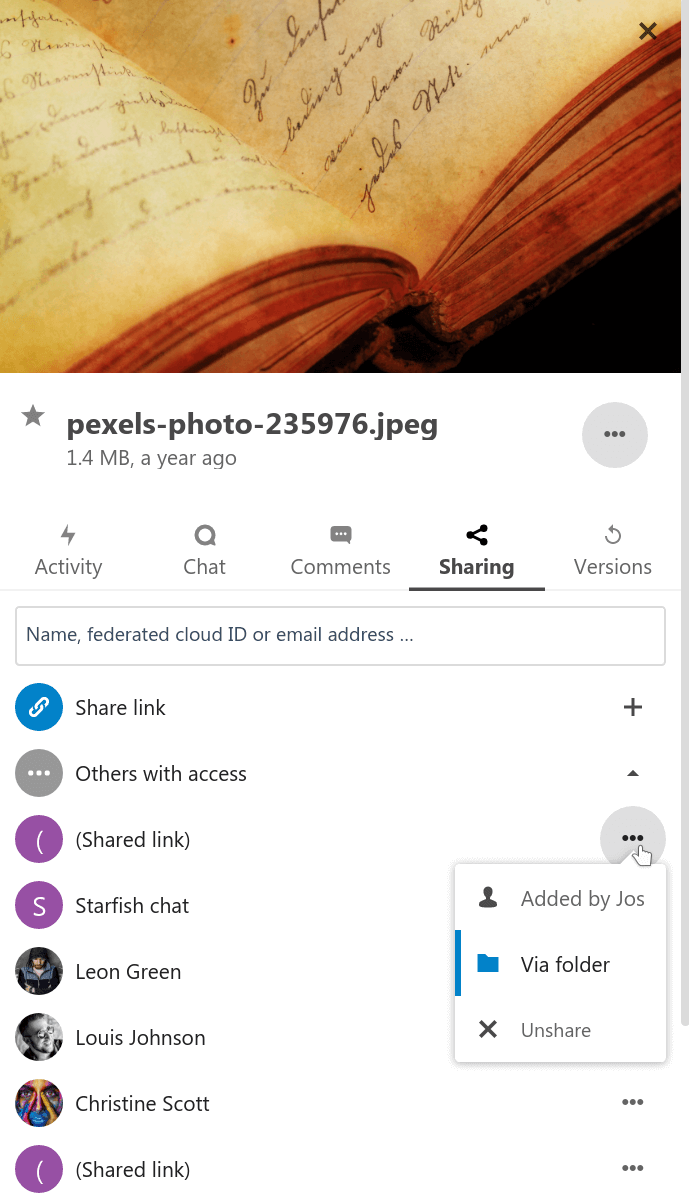 Zu
bedingung.
pexels-photo-235976.jpeg
1.4 MB, a year ago
Activity
Chat
Comments
Sharing
Versions
Name, federated cloud ID or email address ...
Share link
Others with access
(
(Shared link)
Added by Jos
S
Starfish chat
Via folder
Leon Green
Unshare
Louis Johnson
Christine Scott
(
(Shared link)